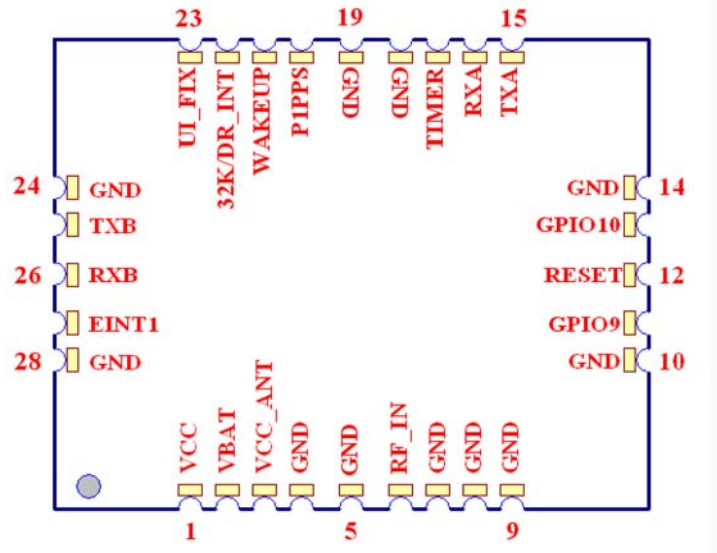 23 19 15
UI_FIX
32K/DR_INT
WAKEUP
P1PPS
GND
GND
TIMER
RXA
TXA
24 GND
TXB
26 RXB
EINT1
28 GND
GND 14
GPIO10
RESET 12
GPIO9
GND 10
VCC
VBAT
VCC_ANT
GND
GND
RF_IN
GND
GND
GND
1 5 9